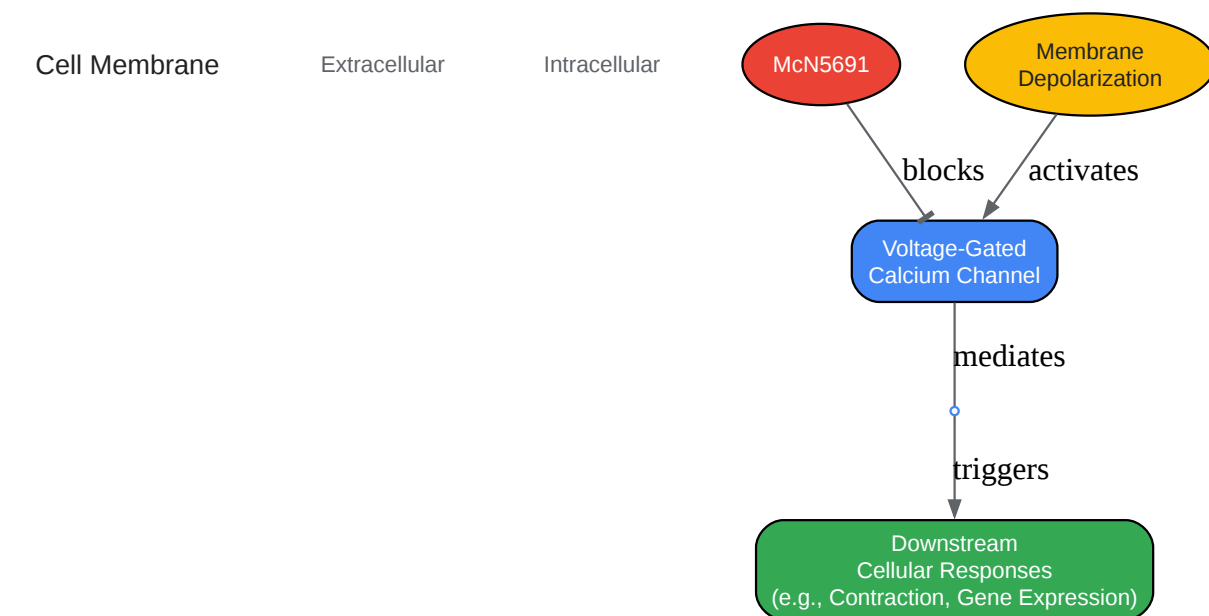 Cell Membrane
Extracellular
Intracellular
McN5691
Membrane
Depolarization
blocks
activates
Voltage-Gated
Calcium Channel
mediates
triggers
Downstream
Cellular Responses
(e.g., Contraction, Gene Expression)